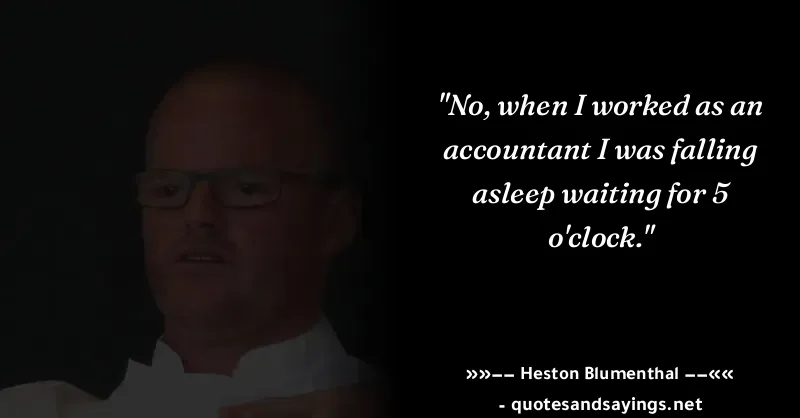 "No, when I worked as an
accountant I was falling
asleep waiting for 5
o'clock."
»»–– Heston Blumenthal ––««
- quotesandsayings.net